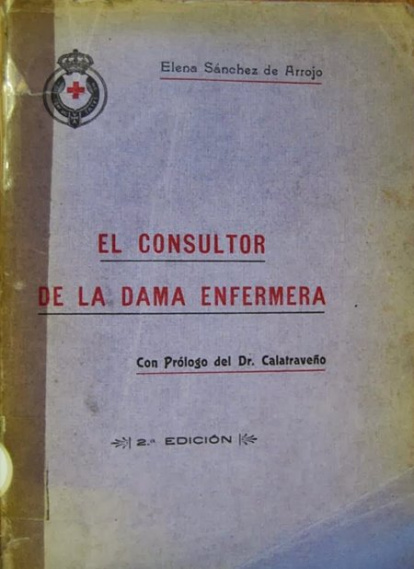 Elena Sánchez de Arrojo
EL CONSULTOR
DE LA DAMA ENFERMERA
Con Prólogo del Dr. Calatraveño
2.ª EDICIÓN